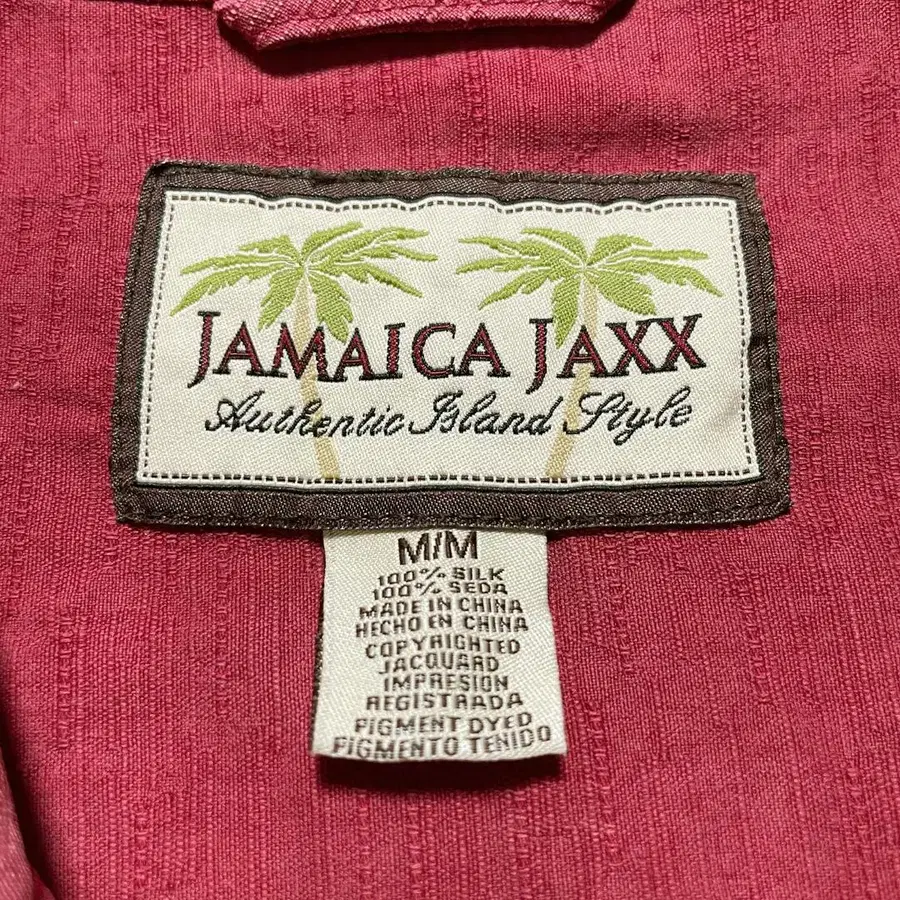 JAMAICA JAXX
Authentic Island Style
M/M
100% SILK
100% SEDA
MADE IN CHINA
HECHO EN CHINA
COPYRIGHTED
JACQUARD
IMPRESION
REGISTRADA
PIGMENT DYED
PIGMENTO TENIDO